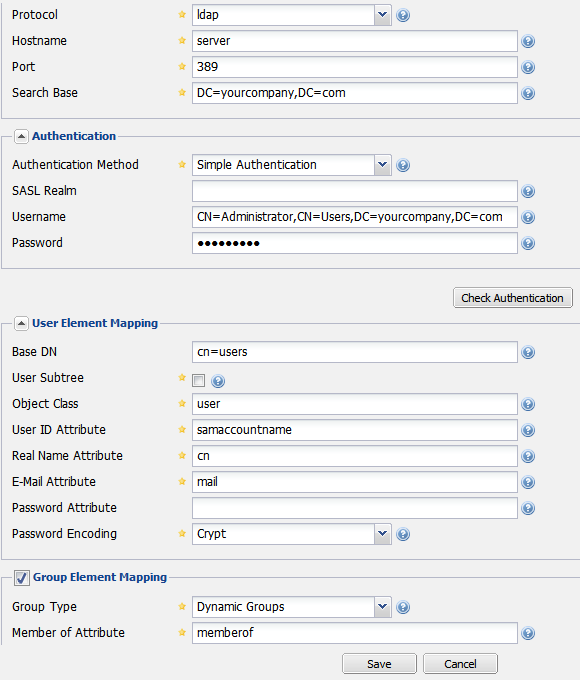 Protocol ldap
Hostname server
Port 389
Search Base DC=yourcompany,DC=com
Authentication
Authentication Method Simple Authentication
SASL Realm
Username CN=Administrator,CN=Users,DC=yourcompany,DC=com
Password ●●●●●●●●●
Check Authentication
User Element Mapping
Base DN cn=users
User Subtree
Object Class user
User ID Attribute samaccountname
Real Name Attribute cn
E-Mail Attribute mail
Password Attribute
Password Encoding Crypt
Group Element Mapping
Group Type Dynamic Groups
Member of Attribute memberof
Save Cancel